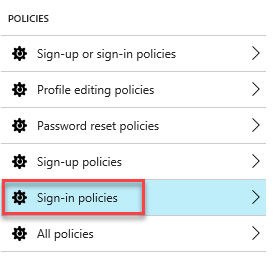 POLICIES
Sign-up or sign-in policies
Profile editing policies
Password reset policies
Sign-up policies
Sign-in policies
All policies